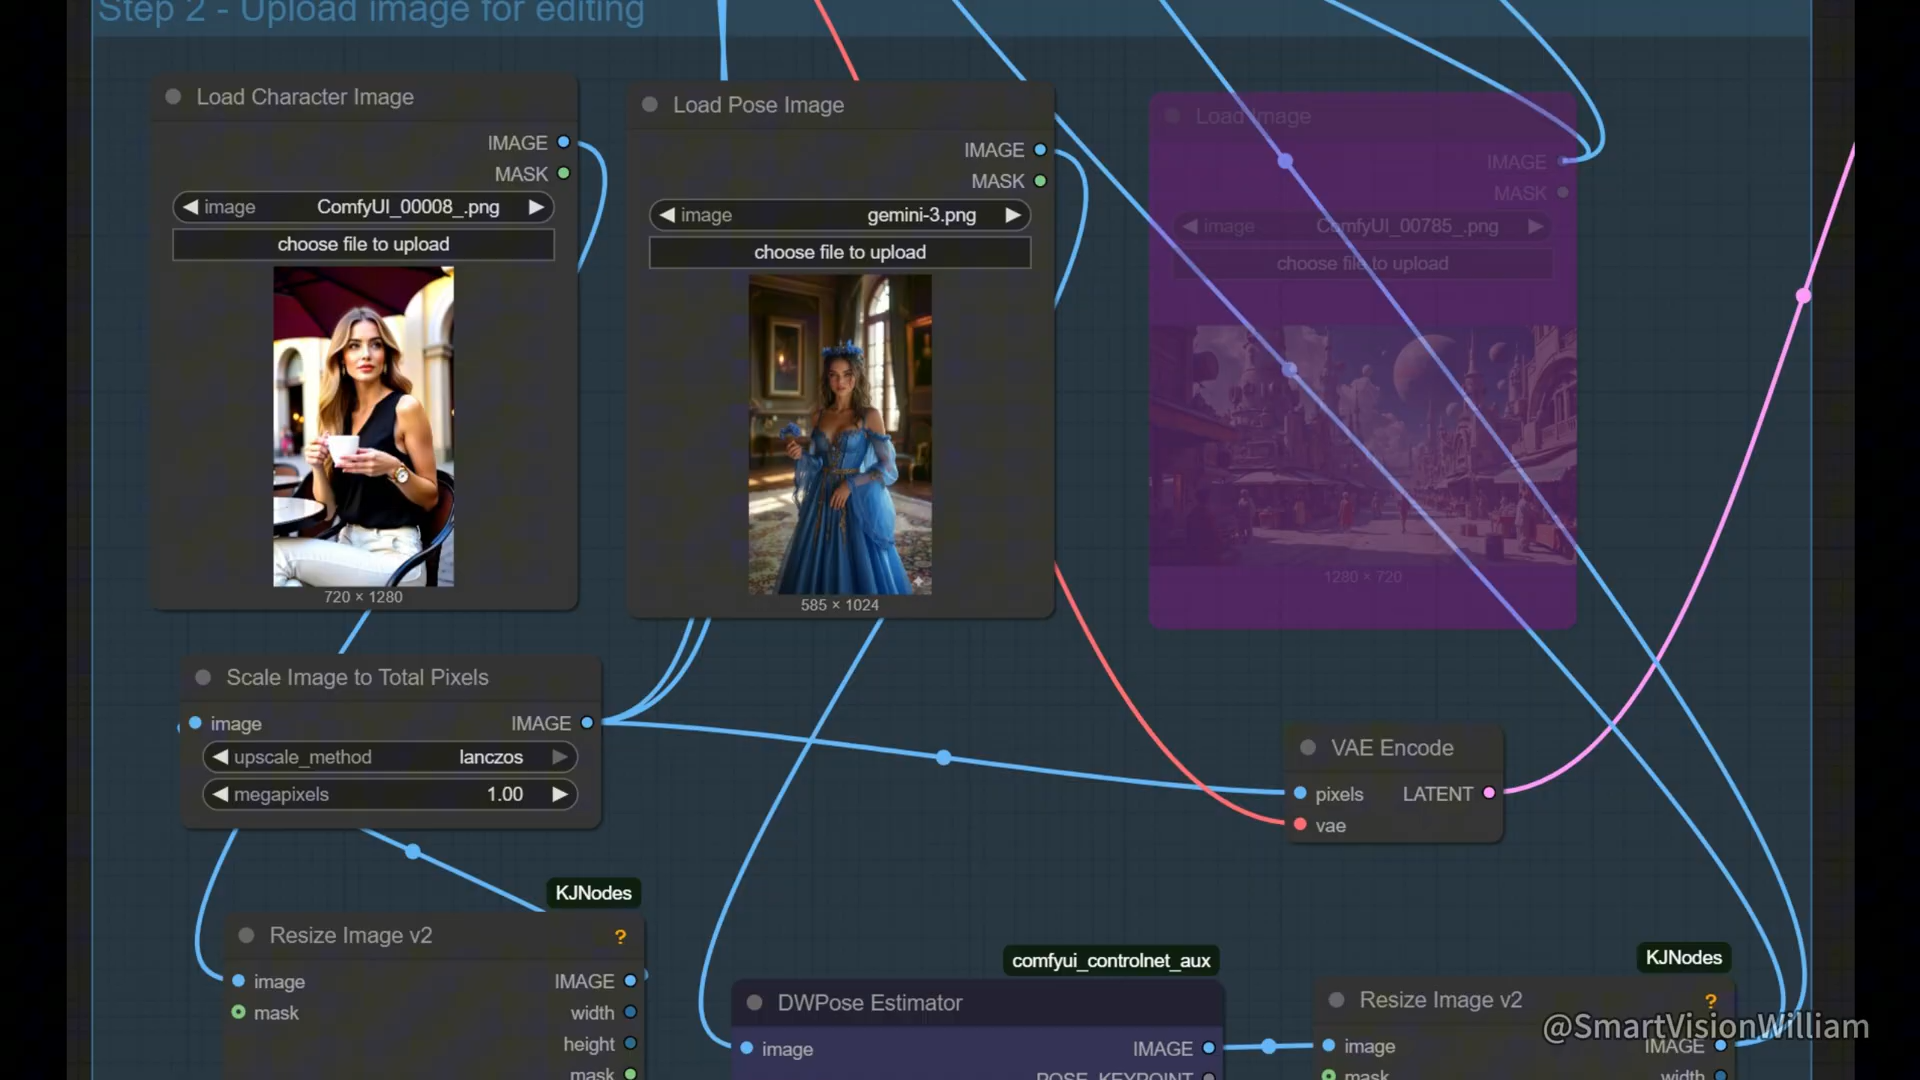 Step 2 - Upload image for editing
Load Character Image
IMAGE
MASK
image ComfyUI_00008_.png
choose file to upload
720 × 1280
Load Pose Image
IMAGE
MASK
image gemini-3.png
choose file to upload
585 × 1024
Load Image
IMAGE
MASK
image ComfyUI_00785_.png
choose file to upload
1280 × 720
Scale Image to Total Pixels
image IMAGE
upscale_method lanczos
megapixels 1.00
VAE Encode
pixels LATENT
vae
KJNodes
Resize Image v2 ?
image IMAGE
mask width
height
mask
comfyui_controlnet_aux
DWPose Estimator
image IMAGE
POSE_KEYPOINT
KJNodes
Resize Image v2 ?
image IMAGE
mask width
@SmartVisionWilliam